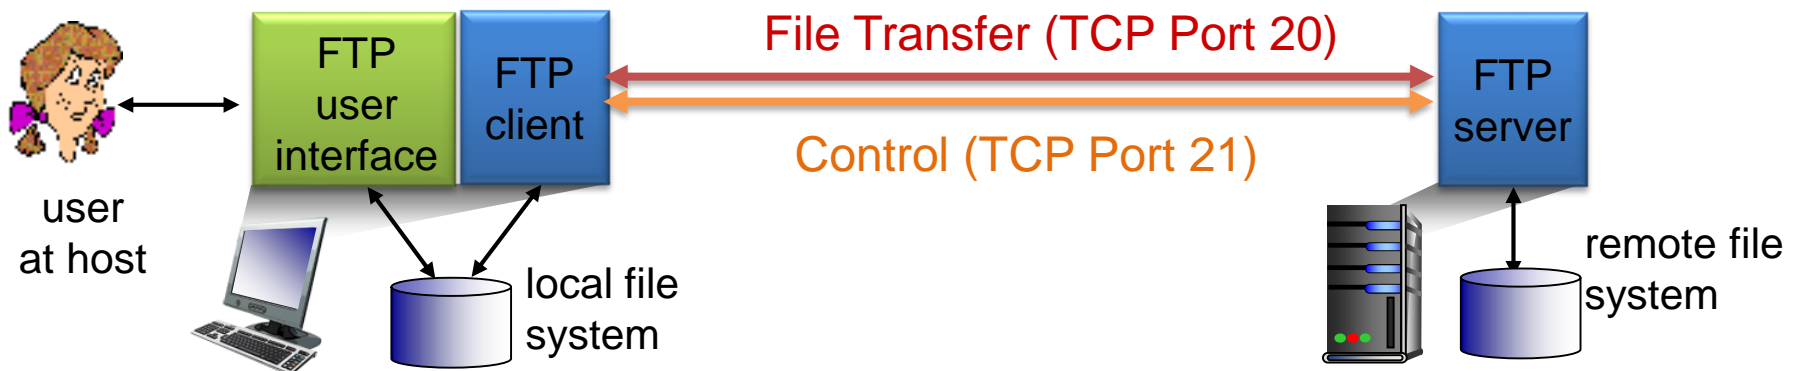 FTP
user
interface
FTP
client
File Transfer (TCP Port 20)
Control (TCP Port 21)
FTP
server
user
at host
local file
system
remote file
system